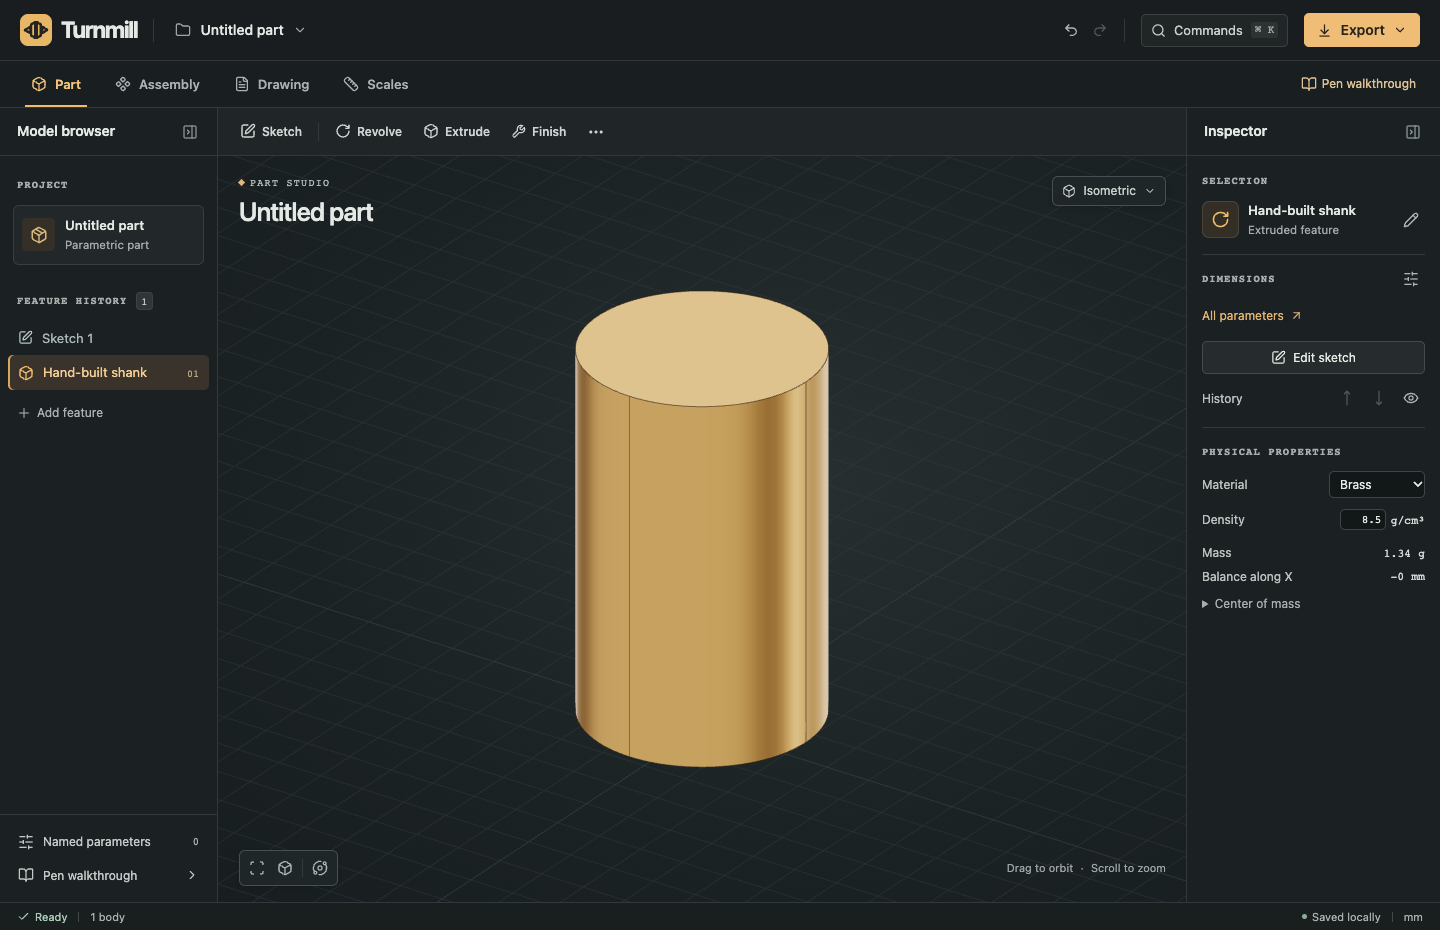 Turnmill
Untitled part
Commands ⌘ K
Export
Part
Assembly
Drawing
Scales
Pen walkthrough
Model browser
Sketch
Revolve
Extrude
Finish
Inspector
PROJECT
Untitled part
Parametric part
FEATURE HISTORY 1
Sketch 1
Hand-built shank 01
Add feature
PART STUDIO
Untitled part
Isometric
SELECTION
Hand-built shank
Extruded feature
DIMENSIONS
All parameters
Edit sketch
History
PHYSICAL PROPERTIES
Material Brass
Density 8.5 g/cm³
Mass 1.34 g
Balance along X −0 mm
Center of mass
Named parameters 0
Pen walkthrough
Drag to orbit · Scroll to zoom
Ready
1 body
Saved locally
mm